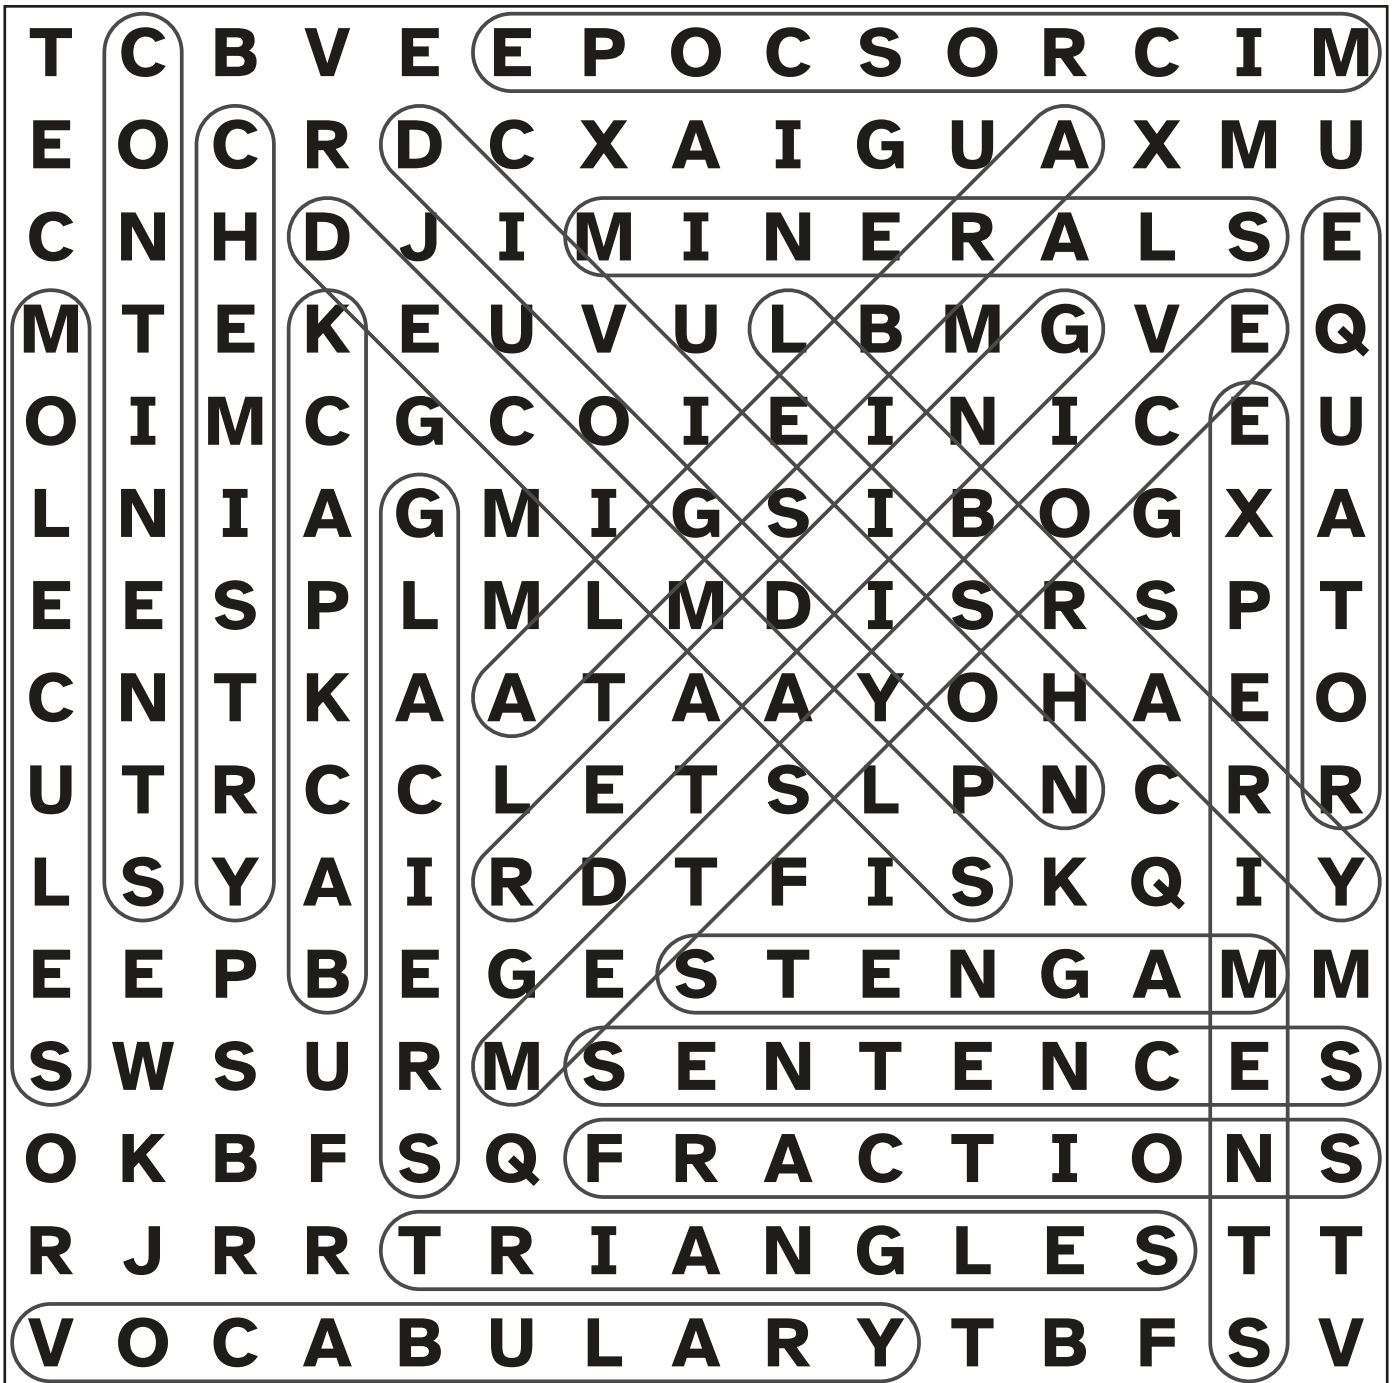 T C B V E E P O C S O R C I M
E O C R D C X A I G U A X M U
C N H D J I M I N E R A L S E
M T E K E U V U L B M G V E Q
O I M C G C O I E I N I C E U
L N I A G M I G S I B O G X A
E E S P L M L M D I S R S P T
C N T K A A T A A Y O H A E O
U T R C C L E T S L P N C R R
L S Y A I R D T F I S K Q I Y
E E P B E G E S T E N G A M M
S W S U R M S E N T E N C E S
O K B F S Q F R A C T I O N S
R J R R T R I A N G L E S T T
V O C A B U L A R Y T B F S V